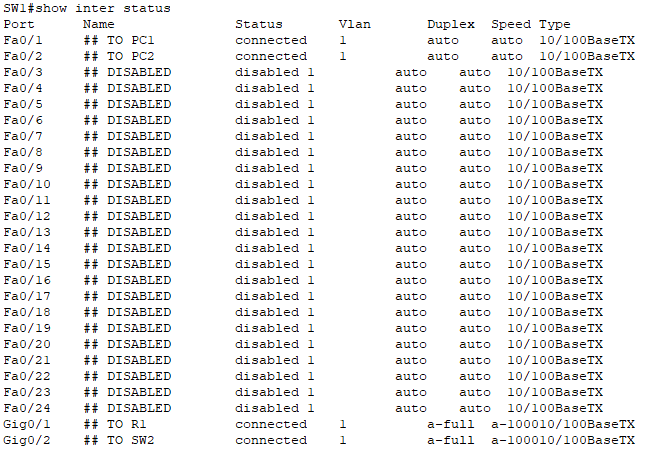 SW1#show inter status
Port      Name               Status       Vlan       Duplex  Speed Type
Fa0/1     ## TO PC1          connected    1          auto    auto  10/100BaseTX
Fa0/2     ## TO PC2          connected    1          auto    auto  10/100BaseTX
Fa0/3     ## DISABLED        disabled 1          auto    auto  10/100BaseTX
Fa0/4     ## DISABLED        disabled 1          auto    auto  10/100BaseTX
Fa0/5     ## DISABLED        disabled 1          auto    auto  10/100BaseTX
Fa0/6     ## DISABLED        disabled 1          auto    auto  10/100BaseTX
Fa0/7     ## DISABLED        disabled 1          auto    auto  10/100BaseTX
Fa0/8     ## DISABLED        disabled 1          auto    auto  10/100BaseTX
Fa0/9     ## DISABLED        disabled 1          auto    auto  10/100BaseTX
Fa0/10    ## DISABLED        disabled 1          auto    auto  10/100BaseTX
Fa0/11    ## DISABLED        disabled 1          auto    auto  10/100BaseTX
Fa0/12    ## DISABLED        disabled 1          auto    auto  10/100BaseTX
Fa0/13    ## DISABLED        disabled 1          auto    auto  10/100BaseTX
Fa0/14    ## DISABLED        disabled 1          auto    auto  10/100BaseTX
Fa0/15    ## DISABLED        disabled 1          auto    auto  10/100BaseTX
Fa0/16    ## DISABLED        disabled 1          auto    auto  10/100BaseTX
Fa0/17    ## DISABLED        disabled 1          auto    auto  10/100BaseTX
Fa0/18    ## DISABLED        disabled 1          auto    auto  10/100BaseTX
Fa0/19    ## DISABLED        disabled 1          auto    auto  10/100BaseTX
Fa0/20    ## DISABLED        disabled 1          auto    auto  10/100BaseTX
Fa0/21    ## DISABLED        disabled 1          auto    auto  10/100BaseTX
Fa0/22    ## DISABLED        disabled 1          auto    auto  10/100BaseTX
Fa0/23    ## DISABLED        disabled 1          auto    auto  10/100BaseTX
Fa0/24    ## DISABLED        disabled 1          auto    auto  10/100BaseTX
Gig0/1    ## TO R1           connected    1          a-full  a-100010/100BaseTX
Gig0/2    ## TO SW2          connected    1          a-full  a-100010/100BaseTX